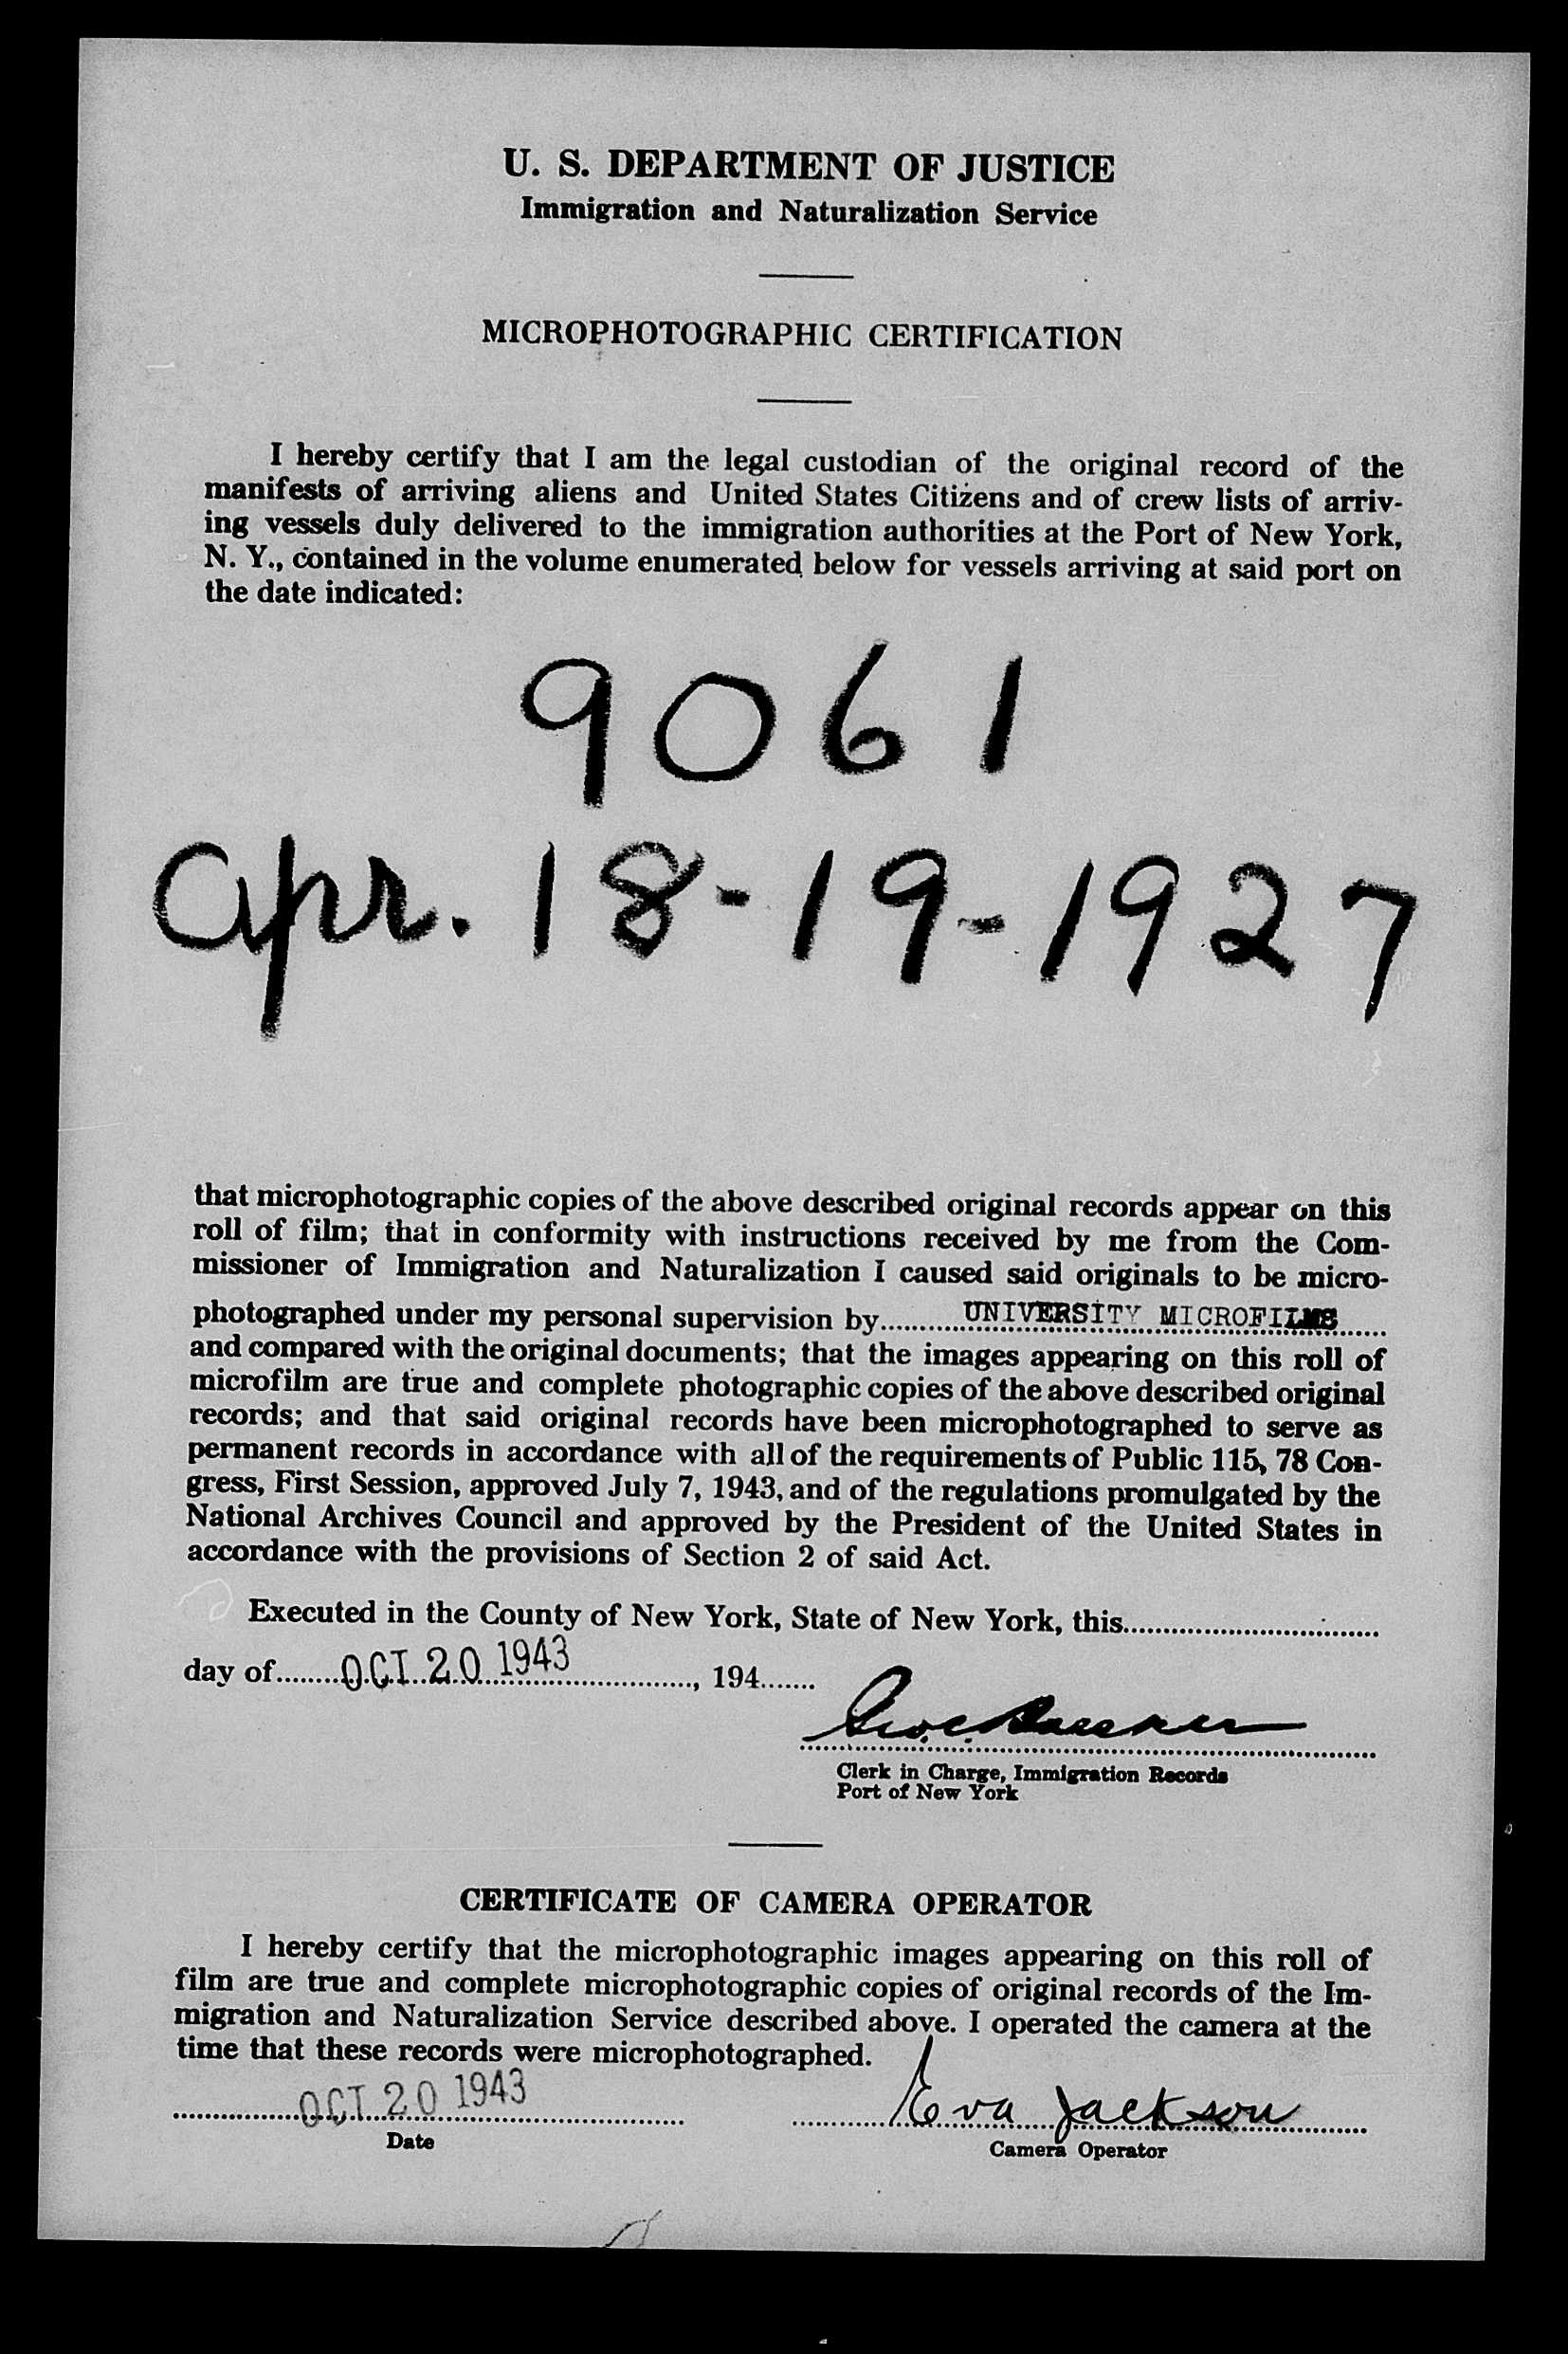 U. S. DEPARTMENT OF JUSTICE
Immigration and Naturalization Service
MICROPHOTOGRAPHIC CERTIFICATION
I hereby certify that I am the legal custodian of the original record of the
manifests of arriving aliens and United States Citizens and of crew lists of arriv-
ing vessels duly delivered to the immigration authorities at the Port of New York,
N. Y., contained in the volume enumerated below for vessels arriving at said port on
the date indicated:
9061
Apr. 18-19-1927
that microphotographic copies of the above described original records appear on this
roll of film; that in conformity with instructions received by me from the Com-
missioner of Immigration and Naturalization I caused said originals to be micro-
photographed under my personal supervision by..........UNIVERSITY MICROFILMS......
and compared with the original documents; that the images appearing on this roll of
microfilm are true and complete photographic copies of the above described original
records; and that said original records have been microphotographed to serve as
permanent records in accordance with all of the requirements of Public 115, 78 Con-
gress, First Session, approved July 7, 1943, and of the regulations promulgated by the
National Archives Council and approved by the President of the United States in
accordance with the provisions of Section 2 of said Act.
Executed in the County of New York, State of New York, this................................
day of........OCT 20 1943..................., 194.......
Clerk in Charge, Immigration Records
Port of New York
CERTIFICATE OF CAMERA OPERATOR
I hereby certify that the microphotographic images appearing on this roll of
film are true and complete microphotographic copies of original records of the Im-
migration and Naturalization Service described above. I operated the camera at the
time that these records were microphotographed.
OCT 20 1943 Eva Jackson
Date Camera Operator